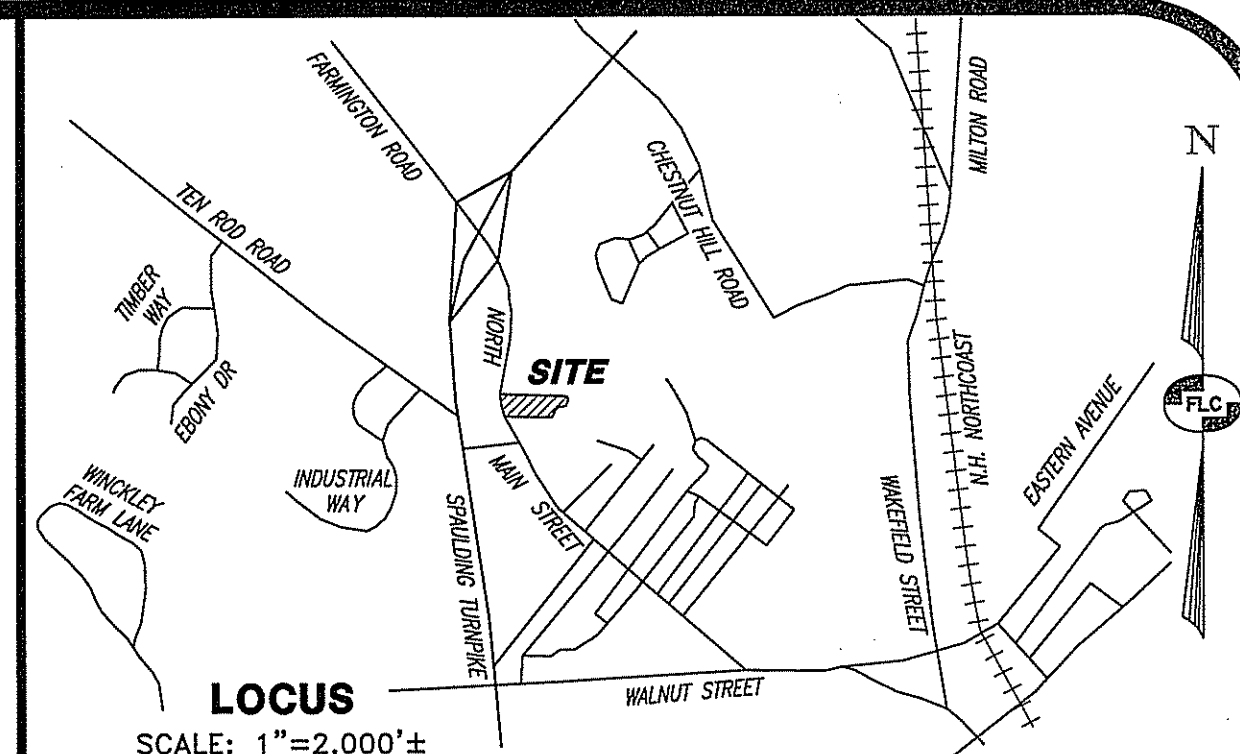 FARMINGTON ROAD
MILTON ROAD
N
CHESTNUT HILL ROAD
TEN ROD ROAD
TIMBER
WAY
NORTH
SITE
EBONY DR
FLC
N.H. NORTHCOAST
EASTERN AVENUE
INDUSTRIAL
WAY
MAIN STREET
WINCKLEY
FARM LANE
SPAULDING TURNPIKE
WAKEFIELD STREET
WALNUT STREET
LOCUS
SCALE: 1"=2,000'±